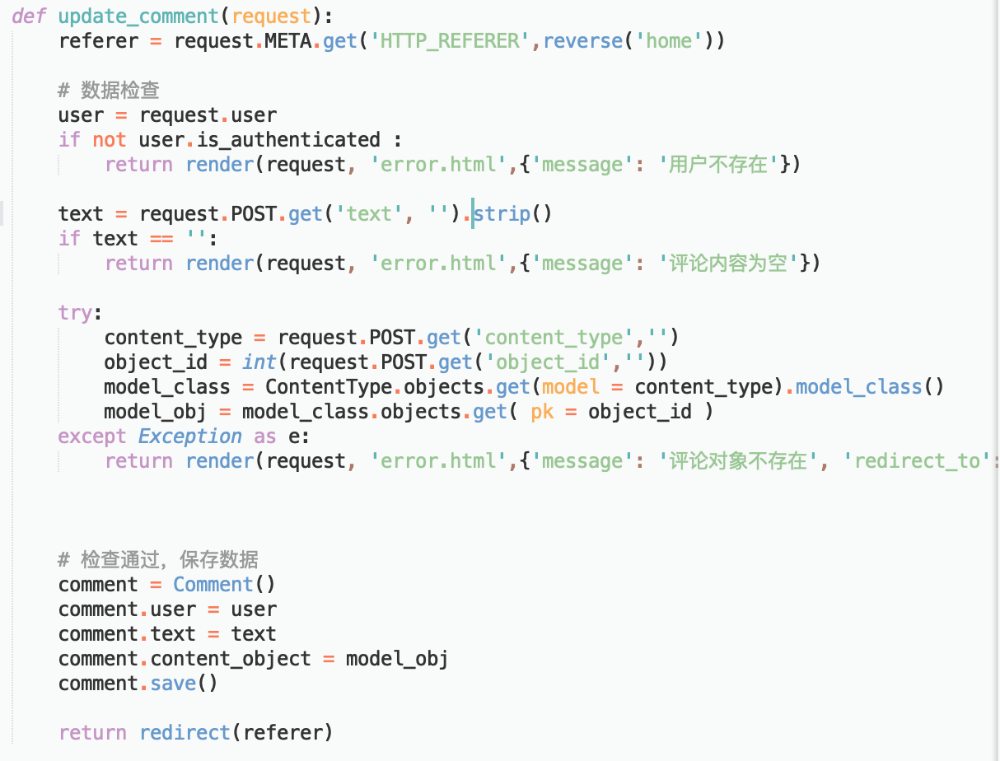 def update_comment(request):
    referer = request.META.get('HTTP_REFERER',reverse('home'))
    # 数据检查
    user = request.user
    if not user.is_authenticated :
        return render(request, 'error.html',{'message': '用户不存在'})
    text = request.POST.get('text', '').strip()
    if text == '':
        return render(request, 'error.html',{'message': '评论内容为空'})
    try:
        content_type = request.POST.get('content_type','')
        object_id = int(request.POST.get('object_id',''))
        model_class = ContentType.objects.get(model = content_type).model_class()
        model_obj = model_class.objects.get( pk = object_id )
    except Exception as e:
        return render(request, 'error.html',{'message': '评论对象不存在', 'redirect_to':
    # 检查通过，保存数据
    comment = Comment()
    comment.user = user
    comment.text = text
    comment.content_object = model_obj
    comment.save()
    return redirect(referer)